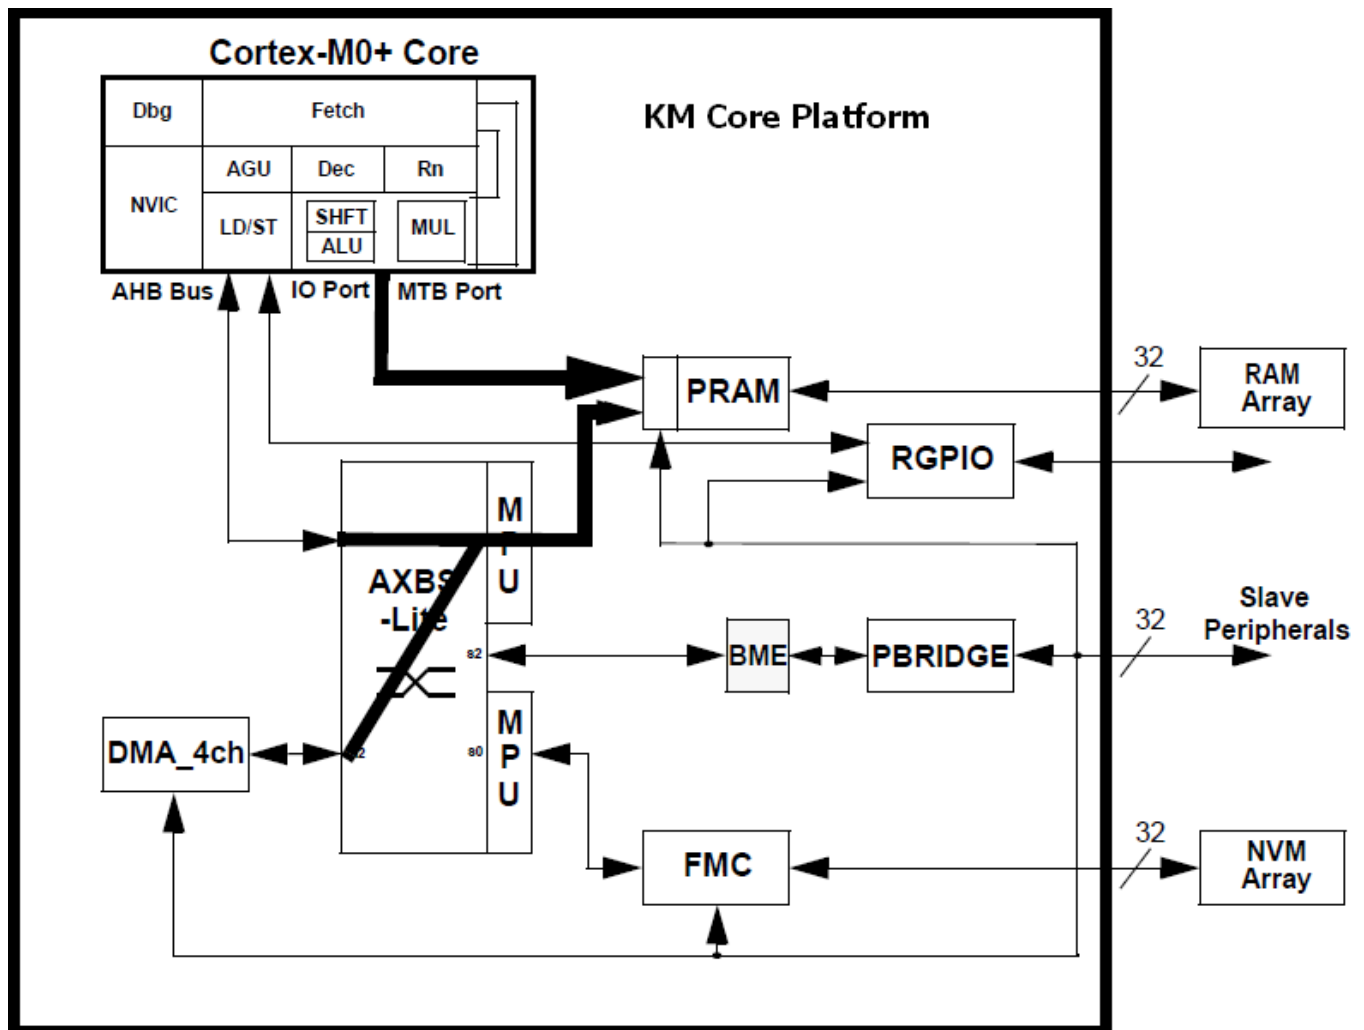 Cortex-M0+ Core
KM Core Platform
Dbg
Fetch
AGU
Dec
Rn
NVIC
LD/ST
SHFT
ALU
MUL
AHB Bus
IO Port
MTB Port
PRAM
32
RAM
Array
RGPIO
M
U
AXBS
-Lite
s2
BME
PBRIDGE
32
Slave
Peripherals
DMA_4ch
s0
M
P
U
FMC
32
NVM
Array